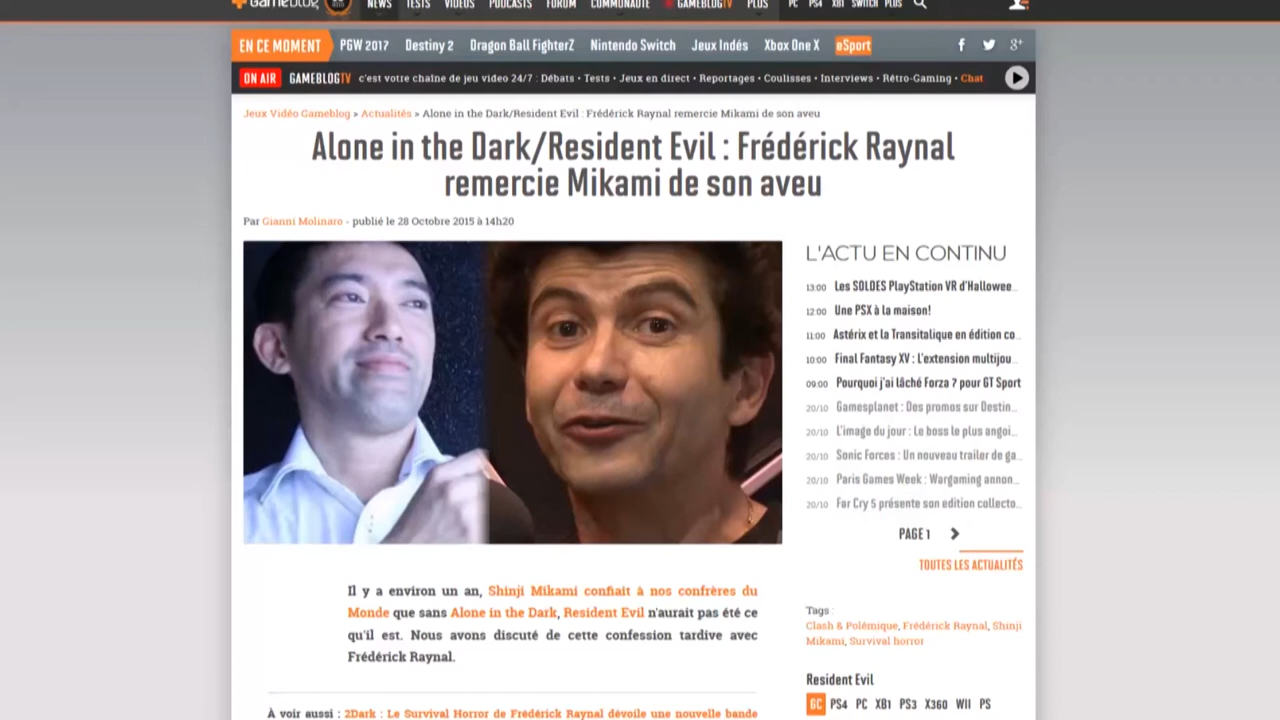 Gameblog NEWS TESTS VIDÉOS PODCASTS FORUM COMMUNAUTÉ GAMEBLOGTV PLUS PC PS4 XB1 SWITCH PLUS
EN CE MOMENT PGW 2017 Destiny 2 Dragon Ball FighterZ Nintendo Switch Jeux Indés Xbox One X eSport
ON AIR GAMEBLOGTV c'est votre chaîne de jeu video 24/7 : Débats • Tests • Jeux en direct • Reportages • Coulisses • Interviews • Rétro-Gaming • Chat
Jeux Vidéo Gameblog » Actualités » Alone in the Dark/Resident Evil : Frédérick Raynal remercie Mikami de son aveu
Alone in the Dark/Resident Evil : Frédérick Raynal
remercie Mikami de son aveu
Par Gianni Molinaro - publié le 28 Octobre 2015 à 14h20
L'ACTU EN CONTINU
13:00 Les SOLDES PlayStation VR d'Hallowee...
12:00 Une PSX à la maison!
11:00 Astérix et la Transitalique en édition co...
10:00 Final Fantasy XV : L'extension multijou...
09:00 Pourquoi j'ai lâché Forza 7 pour GT Sport
20/10 Gamesplanet : Des promos sur Destin...
20/10 L'image du jour : Le boss le plus angoi...
20/10 Sonic Forces : Un nouveau trailer de ga...
20/10 Paris Games Week : Wargaming annon...
20/10 Far Cry 5 présente son edition collecto...
PAGE 1
TOUTES LES ACTUALITÉS
Il y a environ un an, Shinji Mikami confiait à nos confrères du
Monde que sans Alone in the Dark, Resident Evil n'aurait pas été ce
qu'il est. Nous avons discuté de cette confession tardive avec
Frédérick Raynal.
Tags :
Clash & Polémique, Frédérick Raynal, Shinji
Mikami, Survival horror
Resident Evil
GC PS4 PC XB1 PS3 X360 WII PS
À voir aussi : 2Dark : Le Survival Horror de Frédérick Raynal dévoile une nouvelle bande